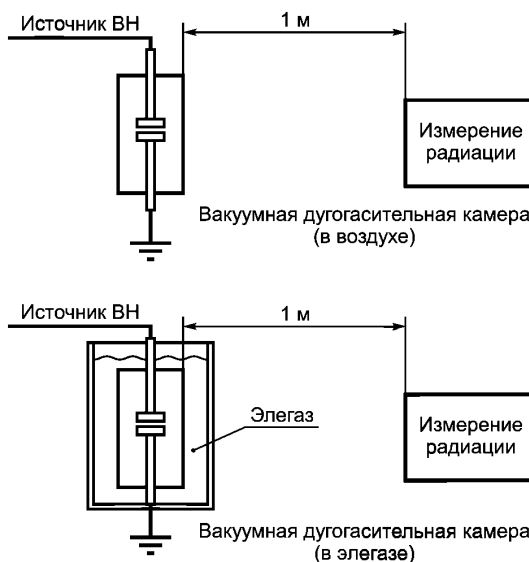 Источник ВН
1 м
Измерение
радиации
Вакуумная дугогасительная камера
(в воздухе)
Источник ВН
1 м
Элегаз
Измерение
радиации
Вакуумная дугогасительная камера
(в элегазе)